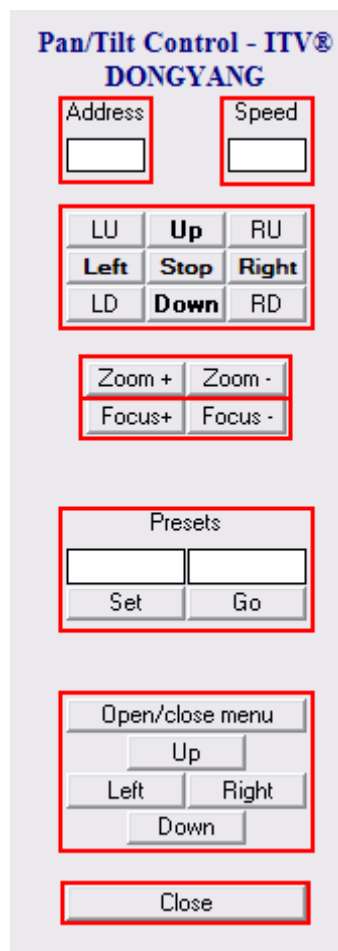 Pan/Tilt Control - ITV®
DONGYANG
Address Speed
LU Up RU
Left Stop Right
LD Down RD
Zoom + Zoom -
Focus+ Focus -
Presets
Set Go
Open/close menu
Up
Left Right
Down
Close